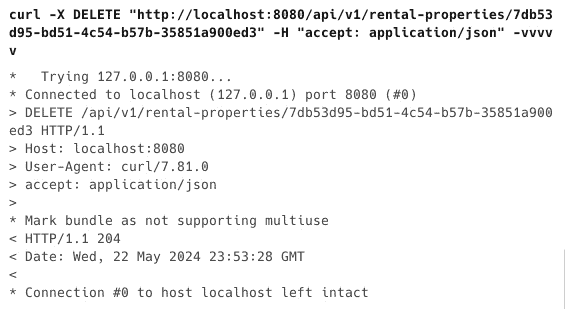 curl -X DELETE "http://localhost:8080/api/v1/rental-properties/7db53
d95-bd51-4c54-b57b-35851a900ed3" -H "accept: application/json" -vvvv
v
*   Trying 127.0.0.1:8080...
* Connected to localhost (127.0.0.1) port 8080 (#0)
> DELETE /api/v1/rental-properties/7db53d95-bd51-4c54-b57b-35851a900
ed3 HTTP/1.1
> Host: localhost:8080
> User-Agent: curl/7.81.0
> accept: application/json
>
* Mark bundle as not supporting multiuse
< HTTP/1.1 204
< Date: Wed, 22 May 2024 23:53:28 GMT
<
* Connection #0 to host localhost left intact